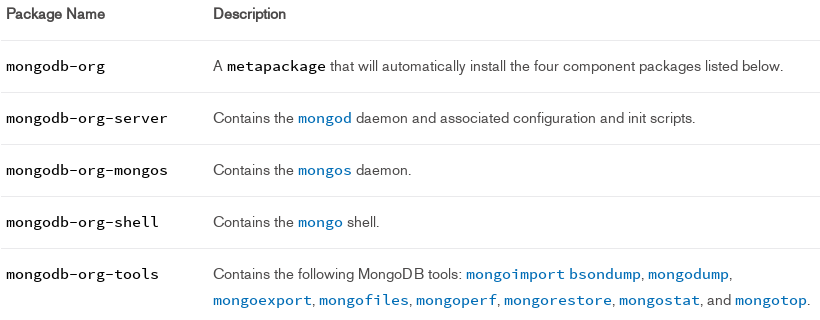 Package Name Description
mongodb-org A metapackage that will automatically install the four component packages listed below.
mongodb-org-server Contains the mongod daemon and associated configuration and init scripts.
mongodb-org-mongos Contains the mongos daemon.
mongodb-org-shell Contains the mongo shell.
mongodb-org-tools Contains the following MongoDB tools: mongoimport bsondump, mongodump,
mongoexport, mongofiles, mongoperf, mongorestore, mongostat, and mongotop.